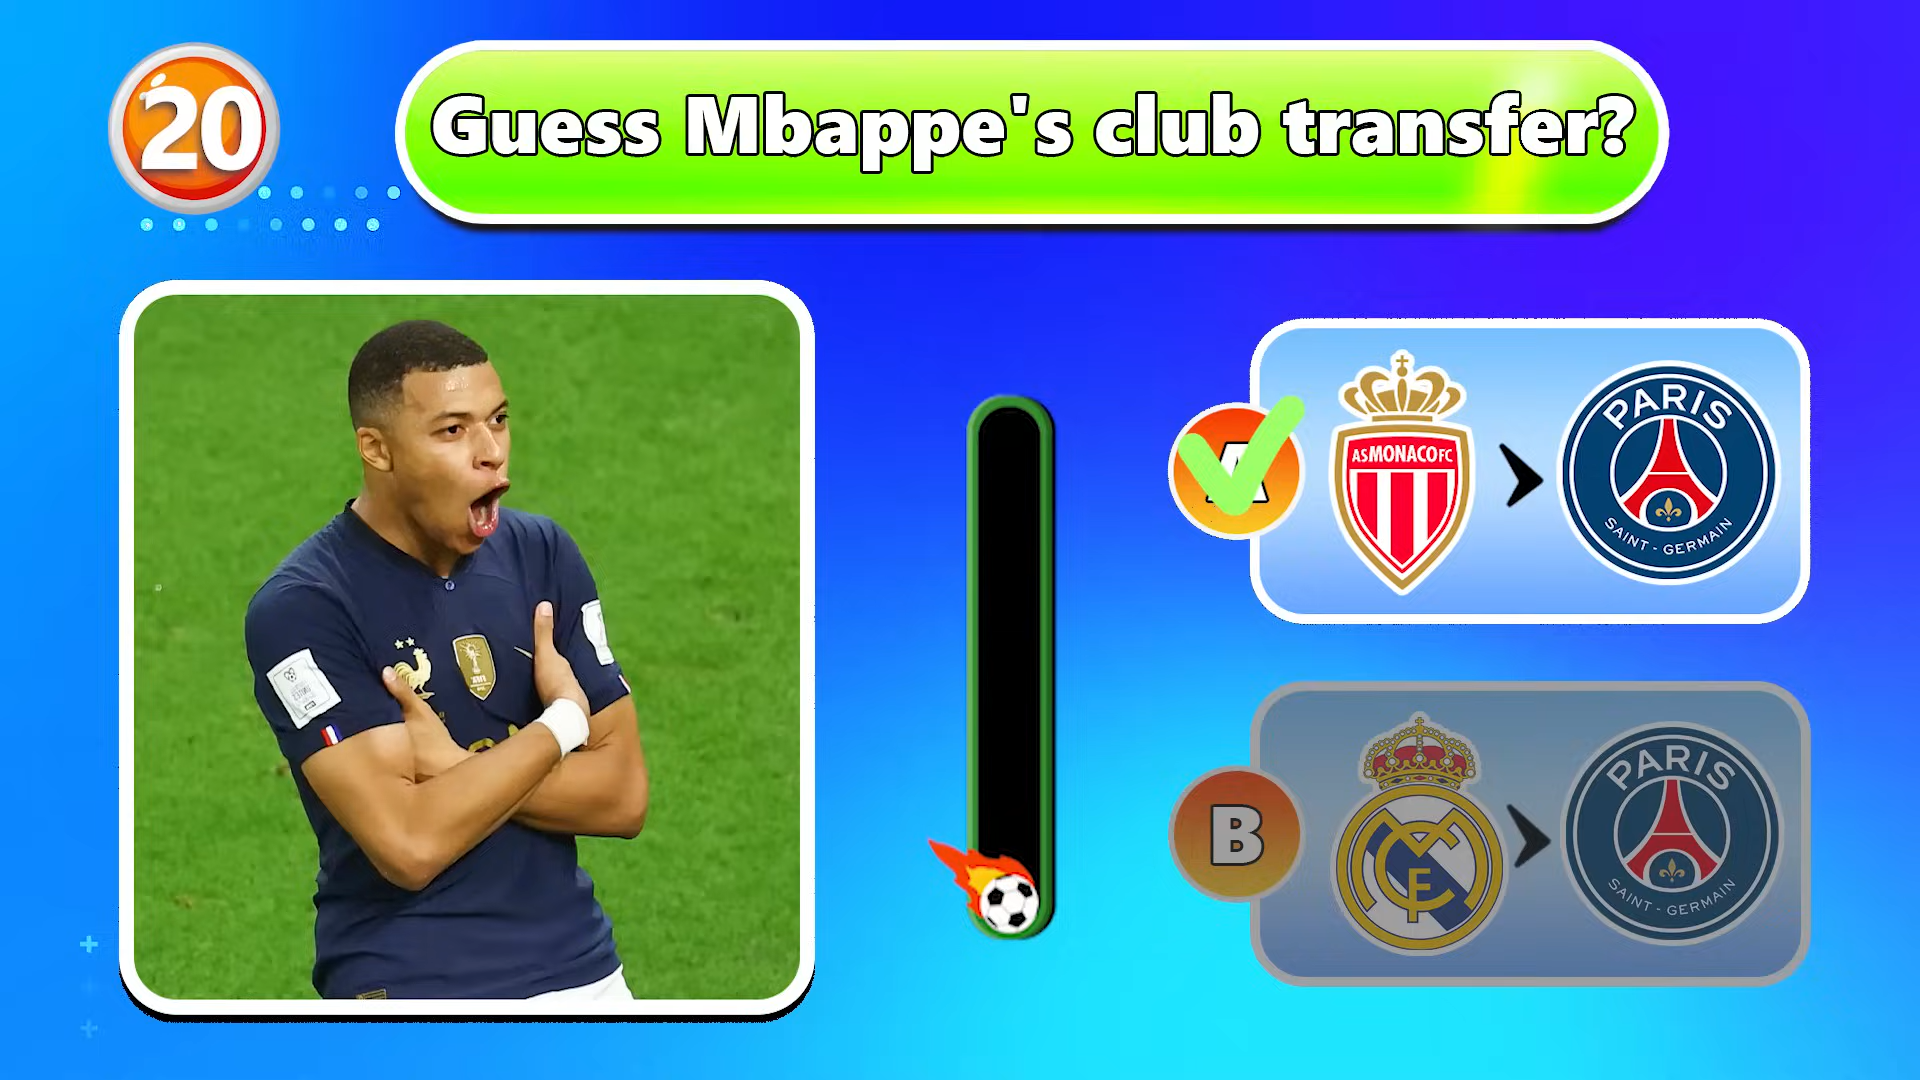 20
Guess Mbappe's club transfer?
A
ASMONACOFC
PARIS
SAINT-GERMAIN
B
PARIS
SAINT-GERMAIN